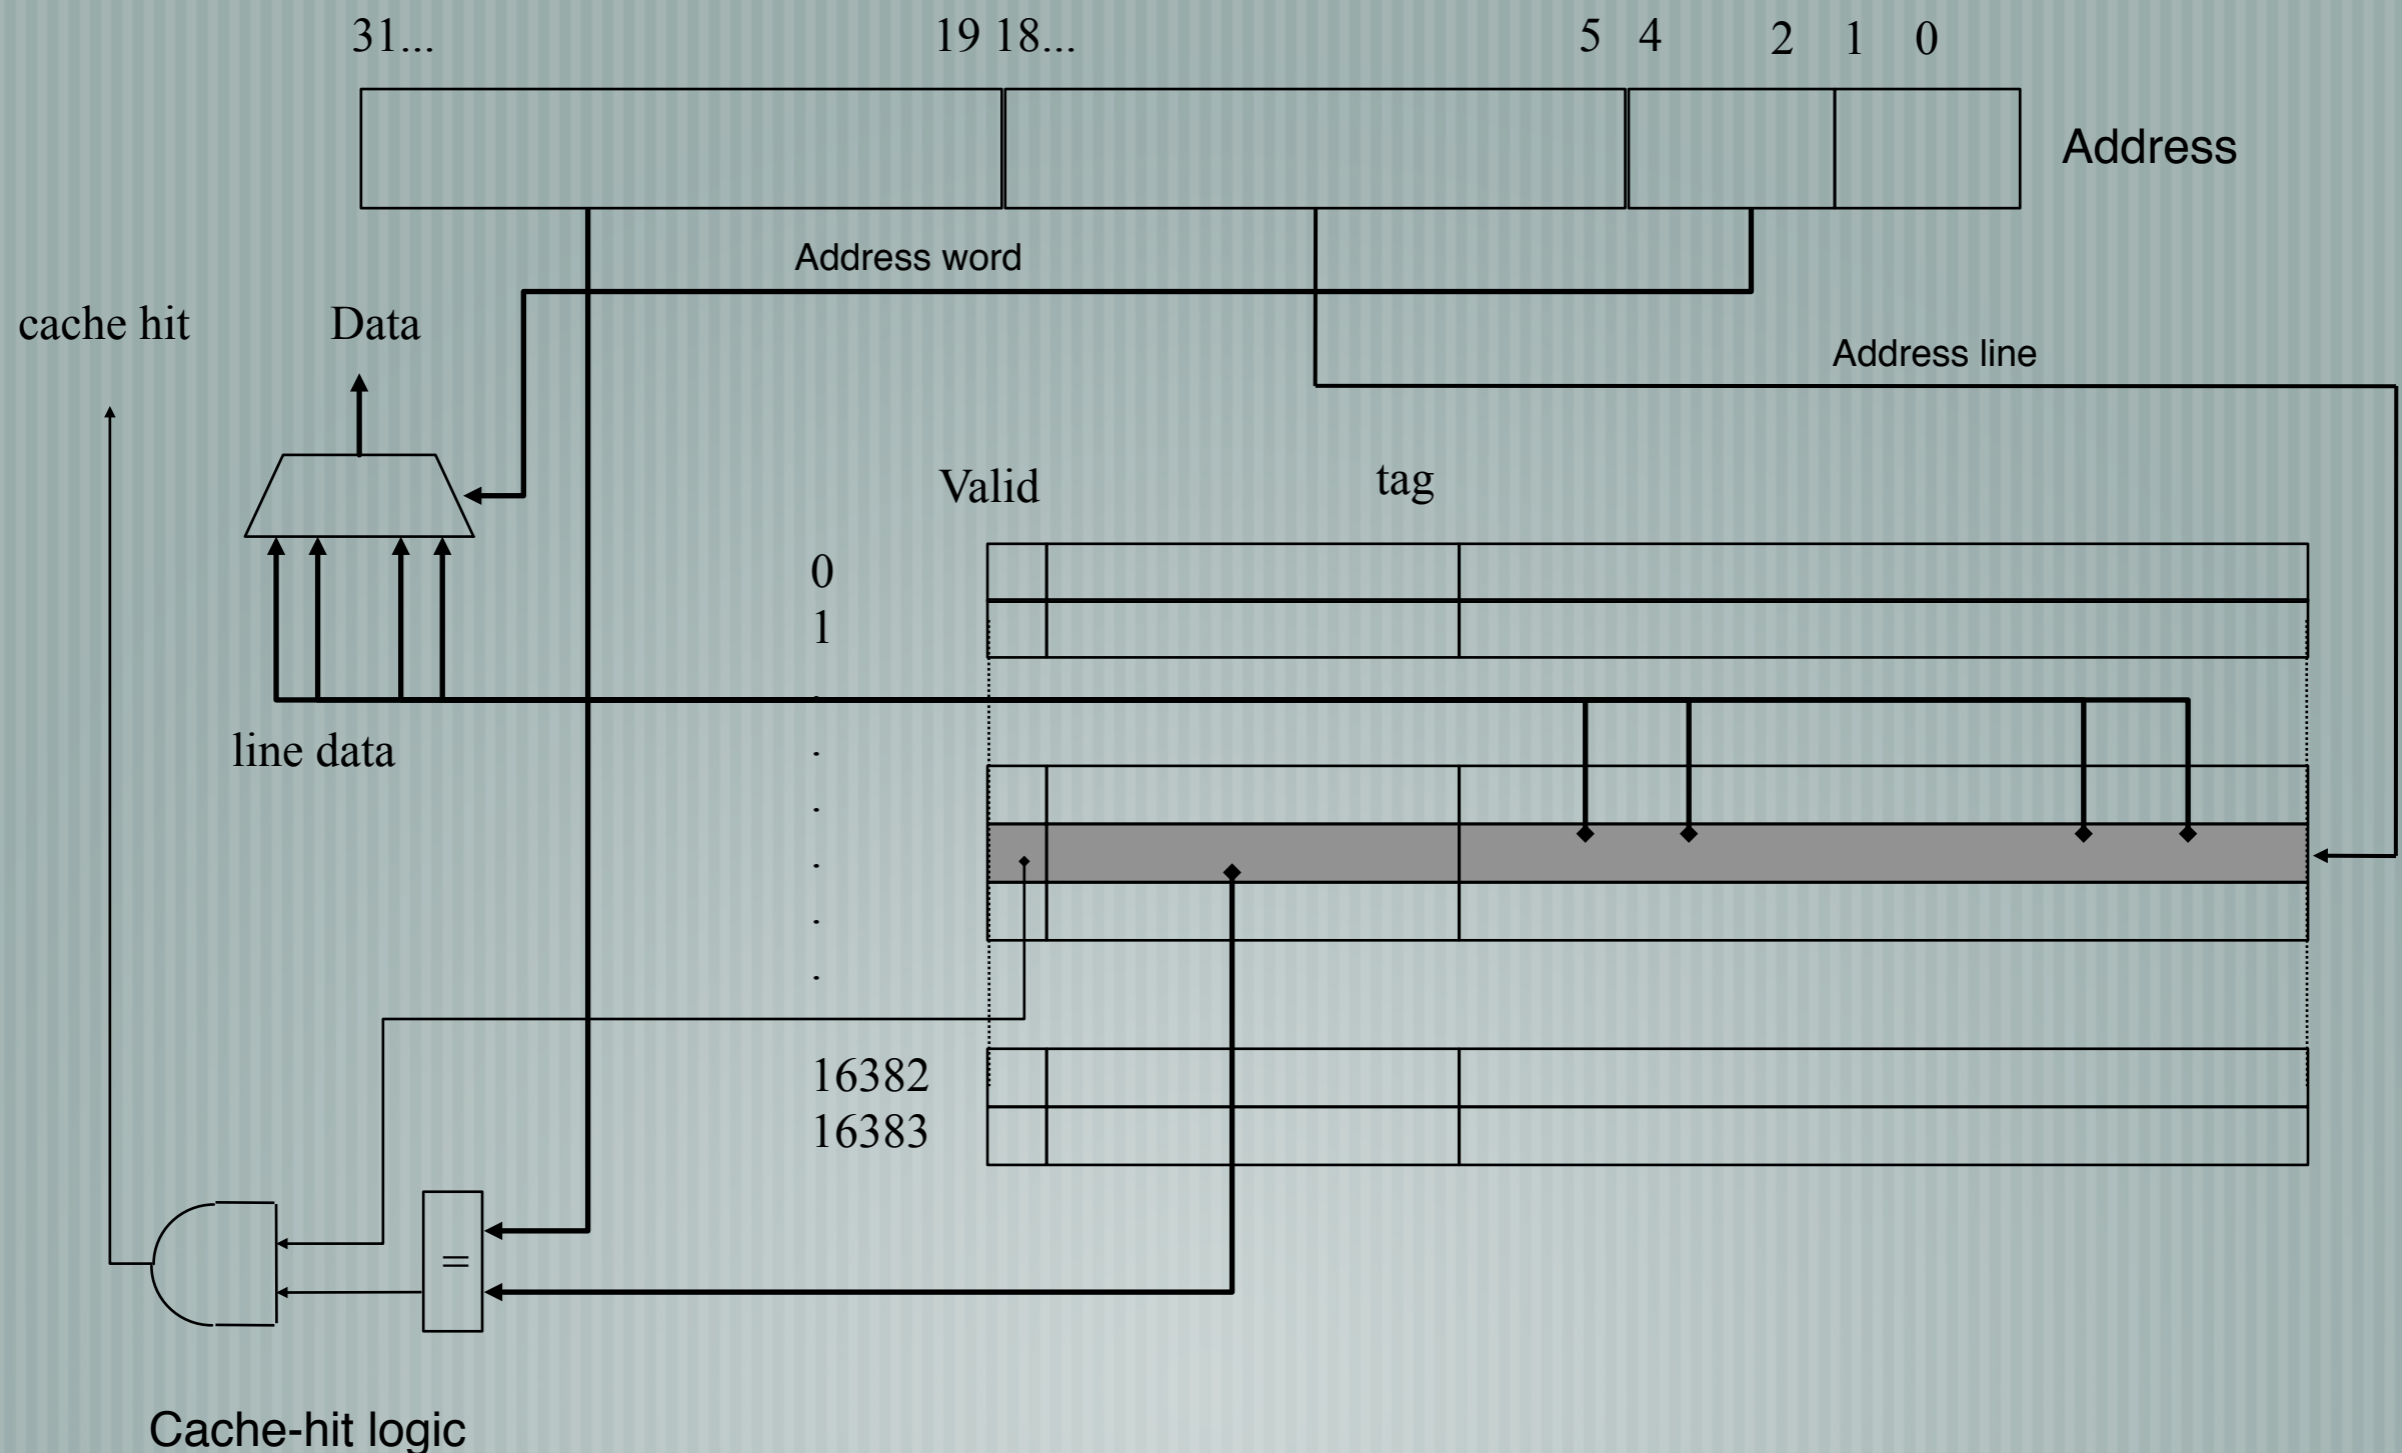 31... 19 18... 5 4 2 1 0
Address
Address word
cache hit Data
Address line
Valid tag
0
1
.
line data
.
.
.
.
.
16382
16383
=
Cache-hit logic